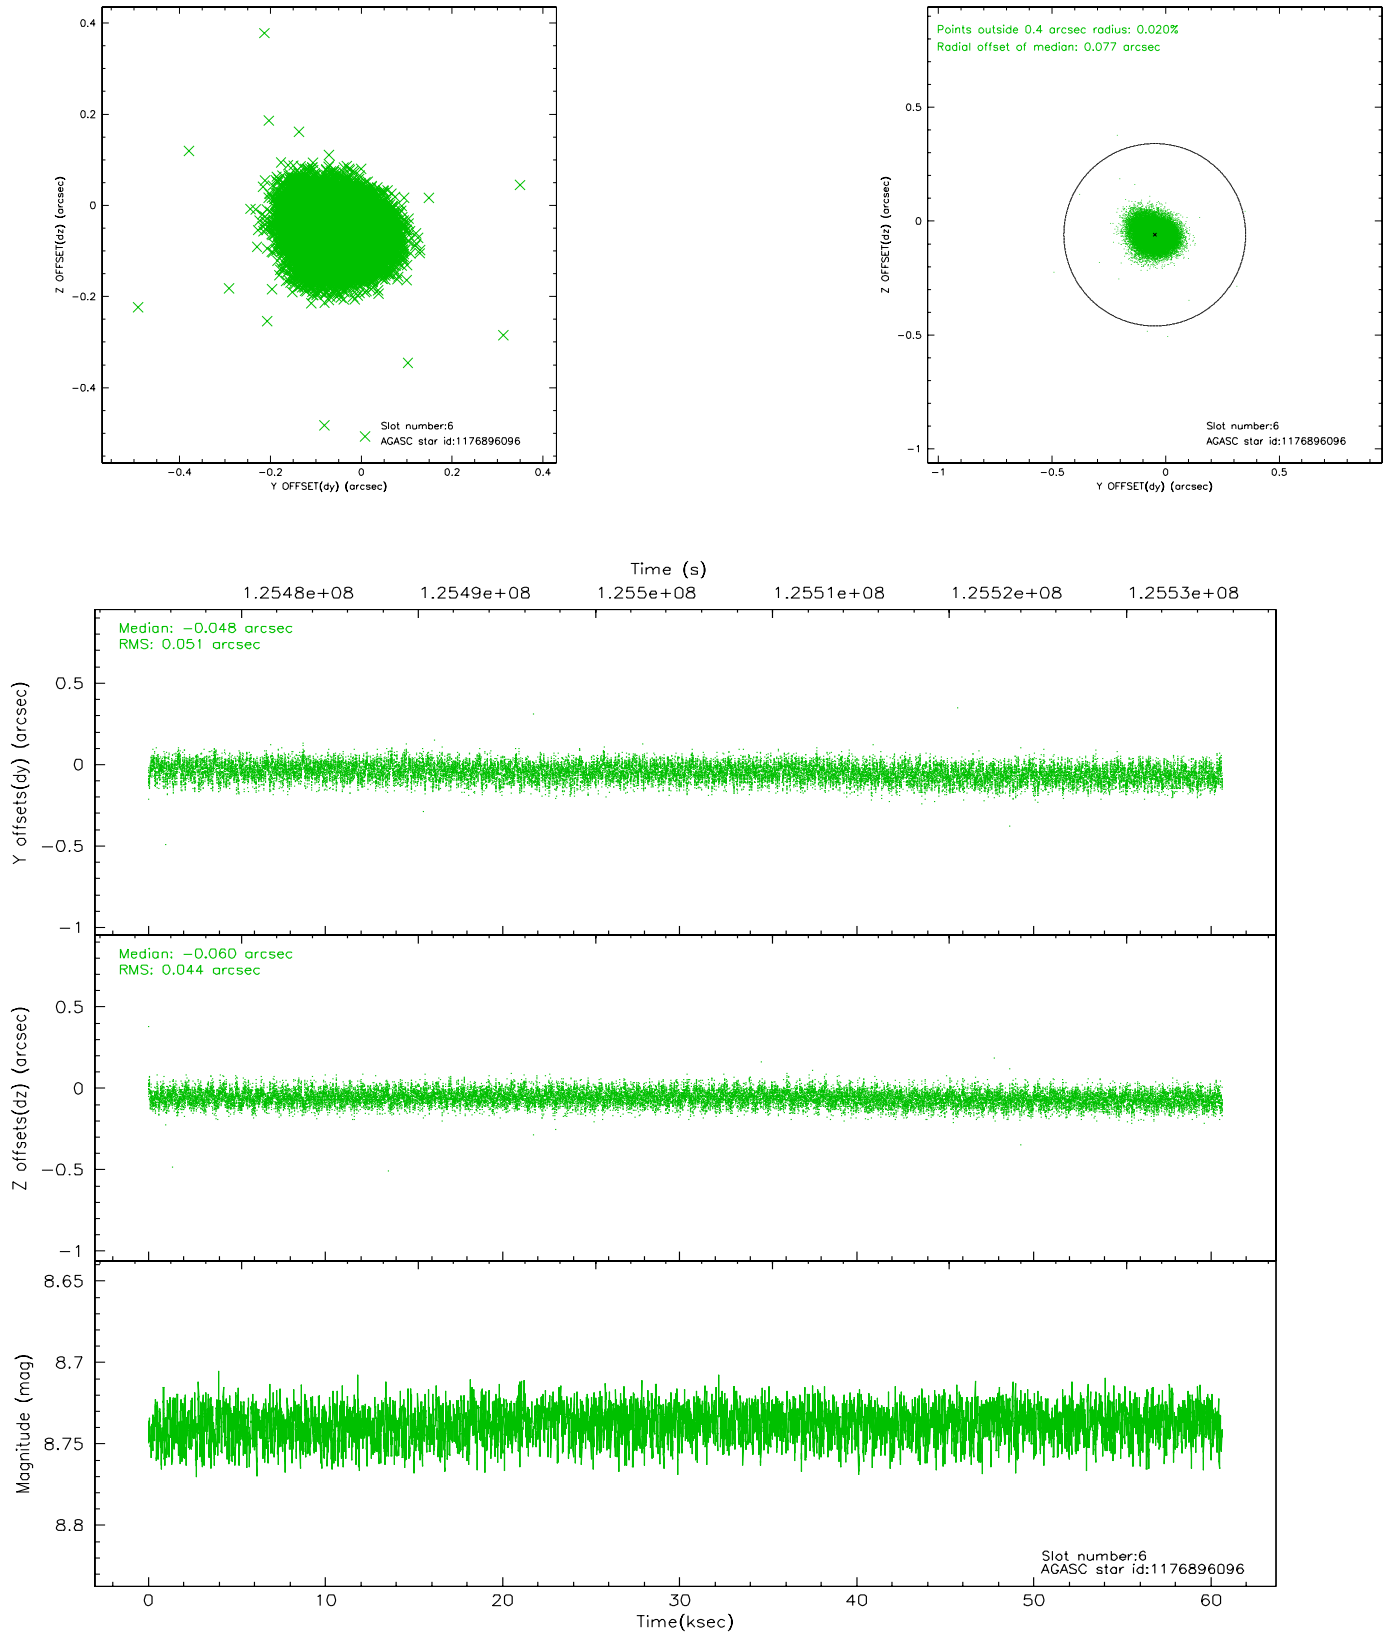 0.4
0.2
0
−0.2
−0.4
Z OFFSET(dz) (arcsec)
Slot number:6
AGASC star id:1176896096
−0.4 −0.2 0 0.2 0.4
Y OFFSET(dy) (arcsec)
Points outside 0.4 arcsec radius: 0.020%
Radial offset of median: 0.077 arcsec
0.5
0
−0.5
−1
Z OFFSET(dz) (arcsec)
Slot number:6
AGASC star id:1176896096
−1 −0.5 0 0.5
Y OFFSET(dy) (arcsec)
Time (s)
1.2548e+08 1.2549e+08 1.255e+08 1.2551e+08 1.2552e+08 1.2553e+08
Median: −0.048 arcsec
RMS: 0.051 arcsec
0.5
0
−0.5
−1
Y offsets(dy) (arcsec)
Median: −0.060 arcsec
RMS: 0.044 arcsec
0.5
0
−0.5
−1
Z offsets(dz) (arcsec)
8.65
8.7
8.75
8.8
Magnitude (mag)
Slot number:6
AGASC star id:1176896096
0 10 20 30 40 50 60
Time(ksec)